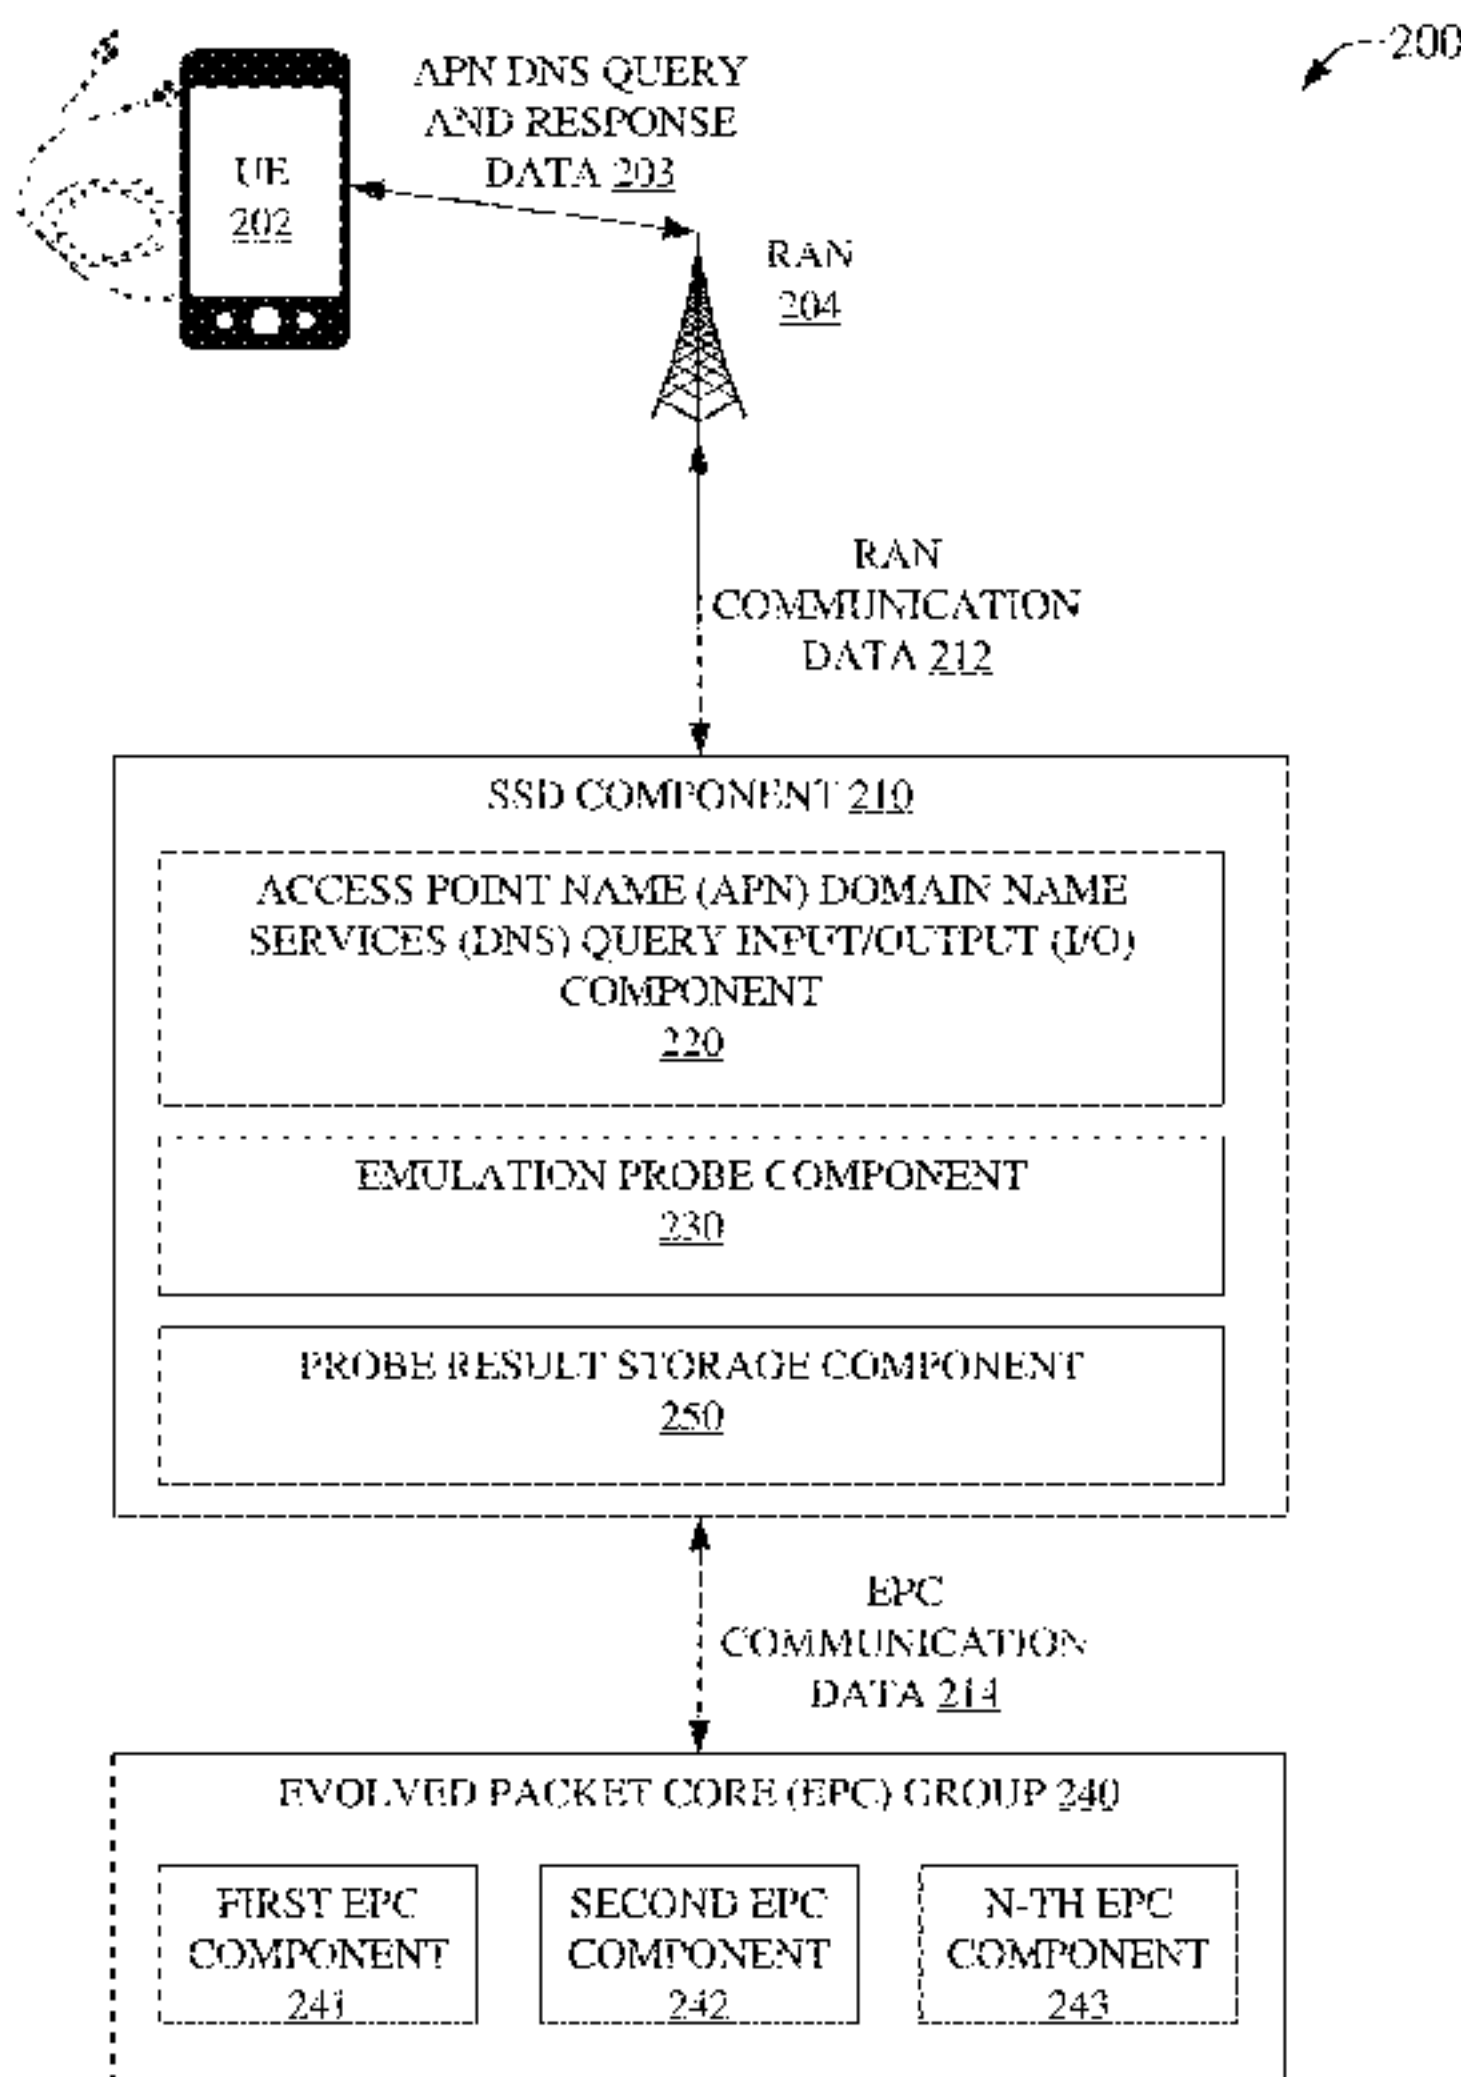 200
APN DNS QUERY
AND RESPONSE
DATA 203
UE
202
RAN
204
RAN
COMMUNICATION
DATA 212
SSD COMPONENT 210
ACCESS POINT NAME (APN) DOMAIN NAME
SERVICES (DNS) QUERY INPUT/OUTPUT (I/O)
COMPONENT
220
EMULATION PROBE COMPONENT
230
PROBE RESULT STORAGE COMPONENT
250
EPC
COMMUNICATION
DATA 214
EVOLVED PACKET CORE (EPC) GROUP 240
FIRST EPC
COMPONENT
241
SECOND EPC
COMPONENT
242
N-TH EPC
COMPONENT
243